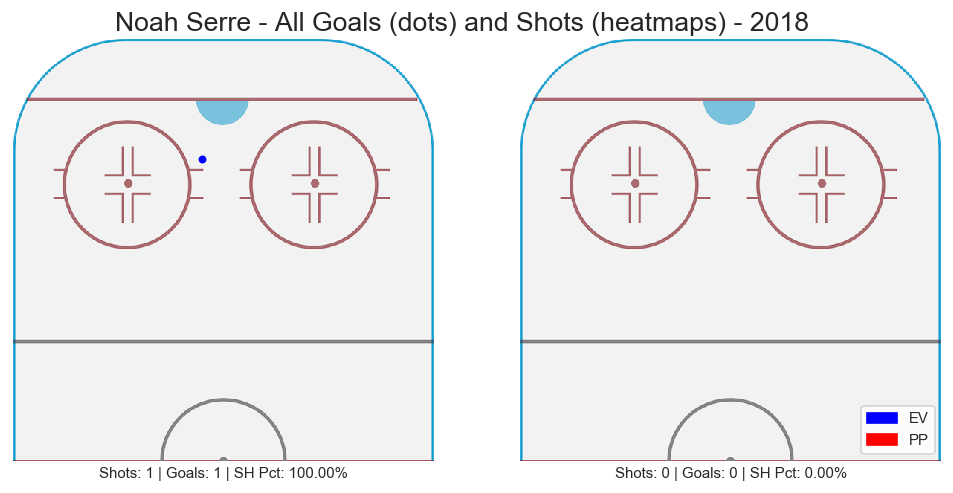 Noah Serre - All Goals (dots) and Shots (heatmaps) - 2018
EV
PP
Shots: 1 | Goals: 1 | SH Pct: 100.00%
Shots: 0 | Goals: 0 | SH Pct: 0.00%